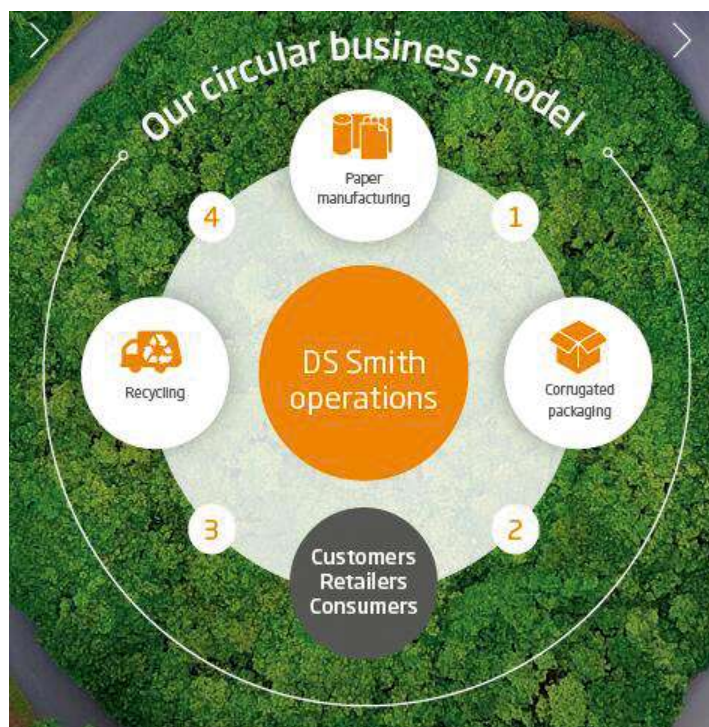 Our circular business model
Paper
manufacturing
4
1
DS Smith
operations
Recycling
Corrugated
packaging
3
2
Customers
Retailers
Consumers